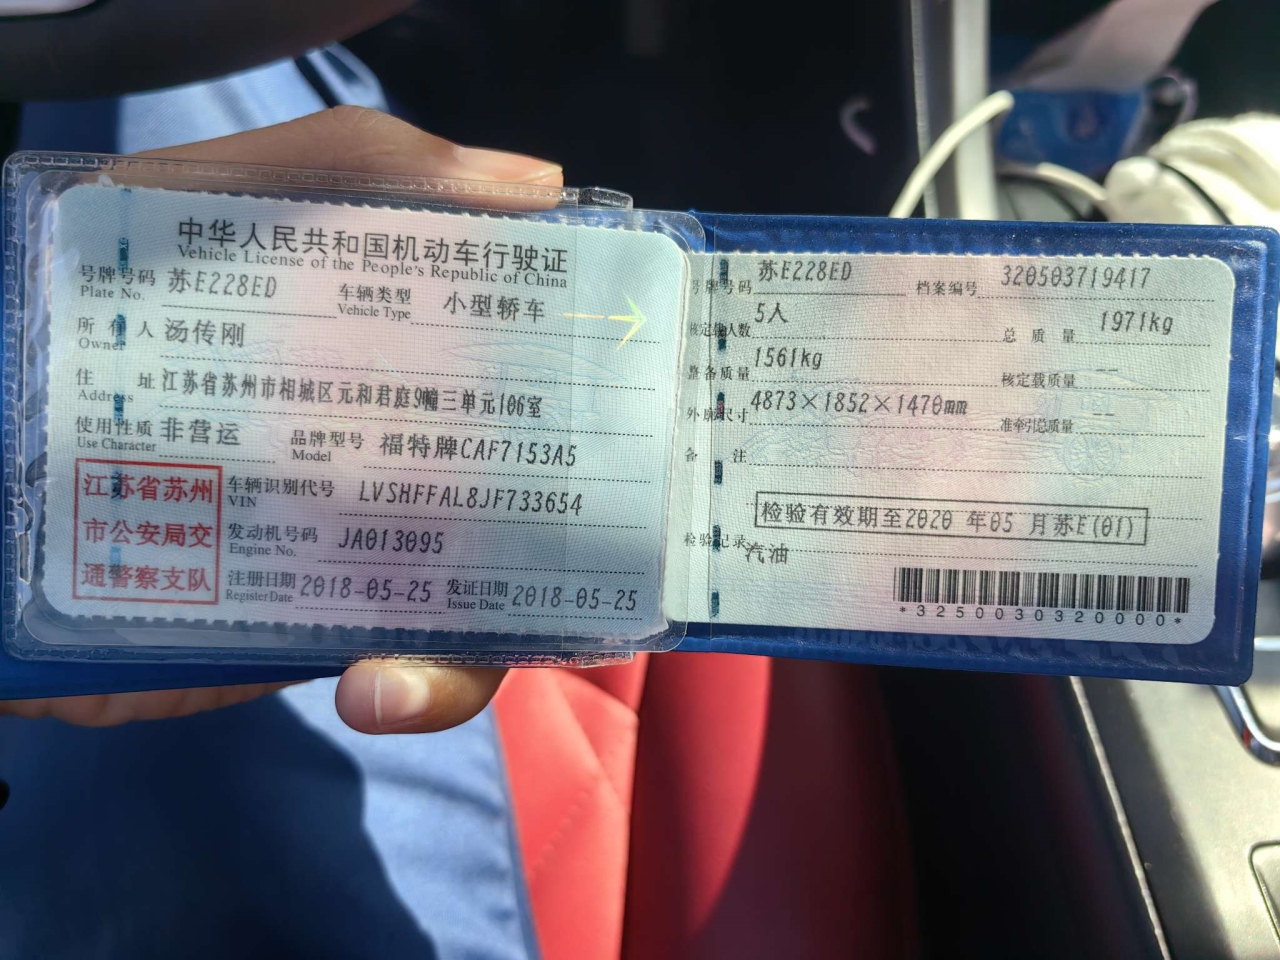 中华人民共和国机动车行驶证
Vehicle License of the People's Republic of China
号牌号码 苏E228ED 车辆类型 小型轿车
Plate No. Vehicle Type
所有人 汤传刚
Owner
住址 江苏省苏州市相城区元和君庭9幢三单元106室
Address
使用性质 非营运 品牌型号 福特牌CAF7153A5
Use Character Model
江苏省苏州
市公安局交
通警察支队
车辆识别代号 LVSHFFAL8JF733654
VIN
发动机号码 JA013095
Engine No.
注册日期 2018-05-25 发证日期 2018-05-25
Register Date Issue Date
号牌号码 苏E228ED 档案编号 320503719417
核定载人数 5人 总质量 1971kg
整备质量 1561kg 核定载质量 --
外廓尺寸 4873×1852×1470mm 准牵引总质量 --
备注
检验有效期至2020 年05 月苏E(01)
检验记录
汽油
*3250030320000*